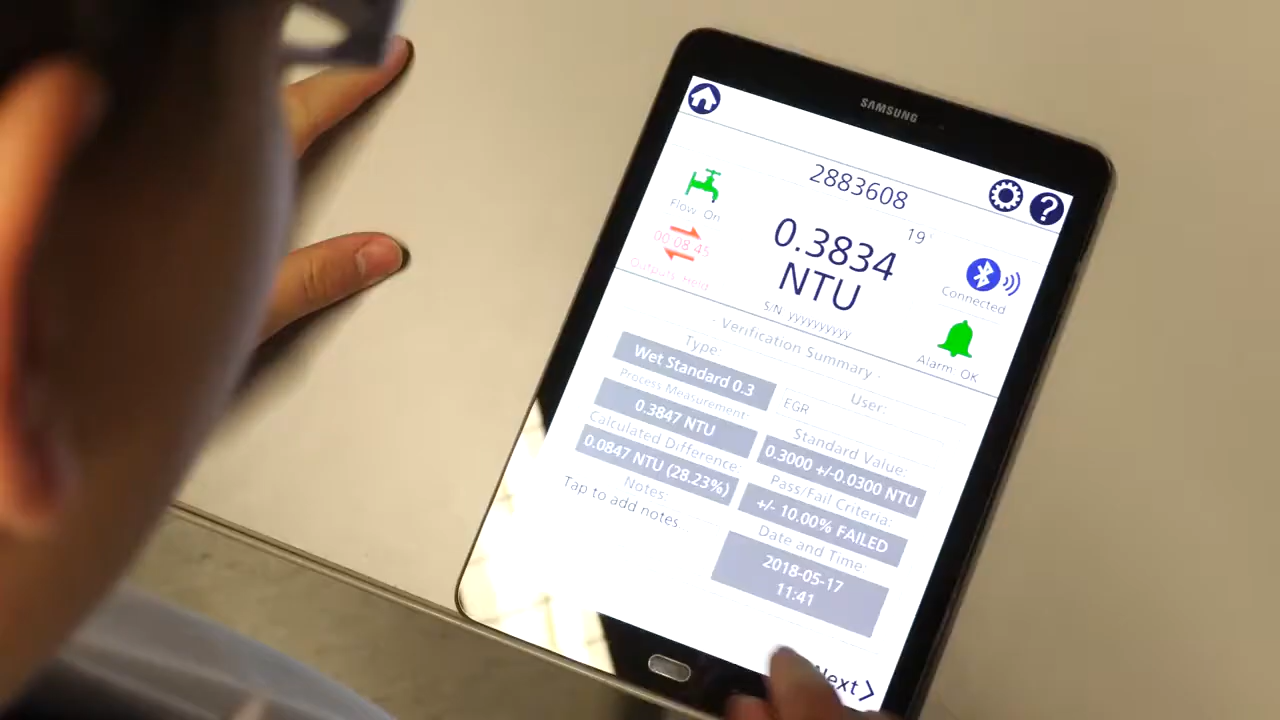 SAMSUNG
2883608
Flow On
19°
0.3834
NTU
00:08:45
Outputs Held
Connected
S/N yyyyyyyyyy
Alarm OK
- Verification Summary -
Type:
Wet Standard 0.3
User:
EGR
Process Measurement:
0.3847 NTU
Standard Value:
0.3000 +/-0.0300 NTU
Calculated Difference:
0.0847 NTU (28.23%)
Pass/Fail Criteria:
+/- 10.00% FAILED
Notes:
Tap to add notes
Date and Time:
2018-05-17
11:41
Next